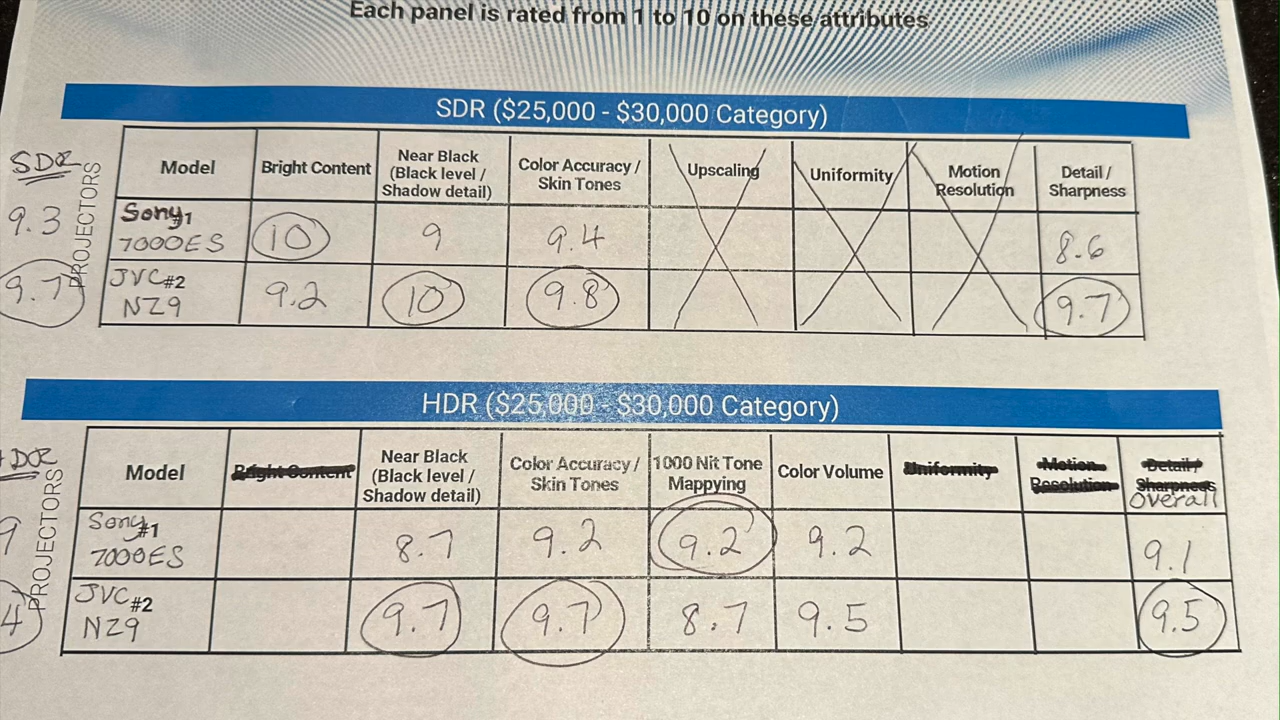 Each panel is rated from 1 to 10 on these attributes
SDR ($25,000 - $30,000 Category)
SDR
PROJECTORS
Model
Bright Content
Near Black
(Black level /
Shadow detail)
Color Accuracy /
Skin Tones
Upscaling
Uniformity
Motion
Resolution
Detail /
Sharpness
9.3
Sony #1
7000ES
10
9
9.4
8.6
9.7
JVC #2
NZ9
9.2
10
9.8
9.7
HDR ($25,000 - $30,000 Category)
HDR
PROJECTORS
Model
Bright Content
Near Black
(Black level /
Shadow detail)
Color Accuracy /
Skin Tones
1000 Nit Tone
Mappying
Color Volume
Uniformity
Motion
Resolution
Detail /
Sharpness
Overall
9
Sony #1
7000ES
8.7
9.2
9.2
9.2
9.1
4
JVC #2
NZ9
9.7
9.7
8.7
9.5
9.5